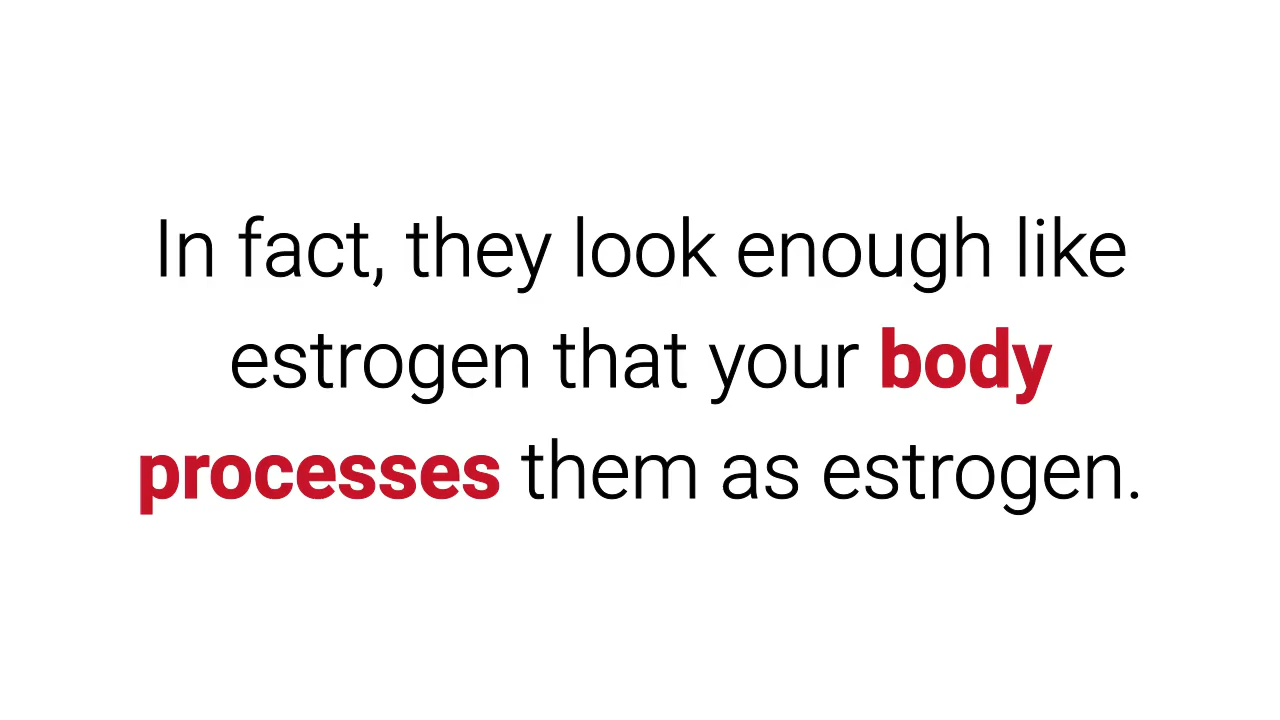 In fact, they look enough like
estrogen that your body
processes them as estrogen.